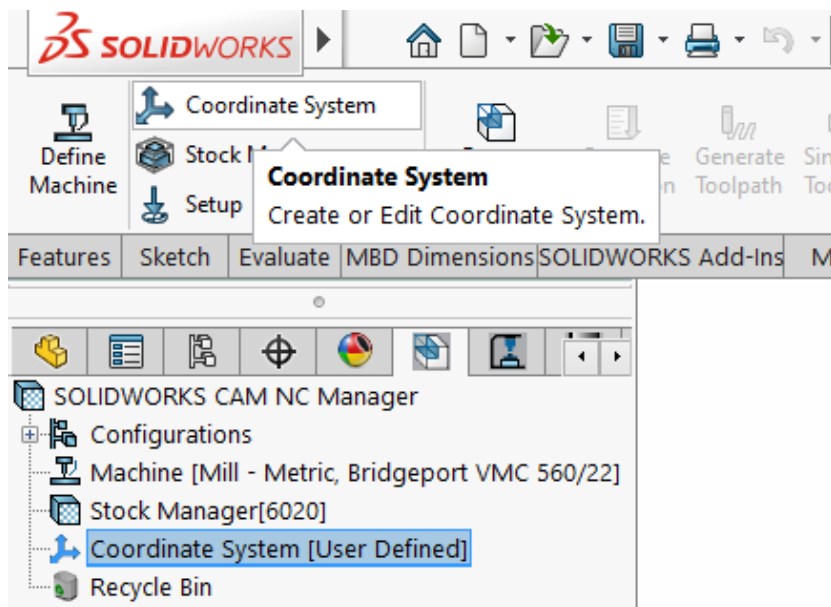 SOLIDWORKS
Coordinate System
Define Machine
Stock M
Setup
Generate Toolpath
Coordinate System
Create or Edit Coordinate System.
Features Sketch Evaluate MBD Dimensions SOLIDWORKS Add-Ins M
SOLIDWORKS CAM NC Manager
Configurations
Machine [Mill - Metric, Bridgeport VMC 560/22]
Stock Manager[6020]
Coordinate System [User Defined]
Recycle Bin